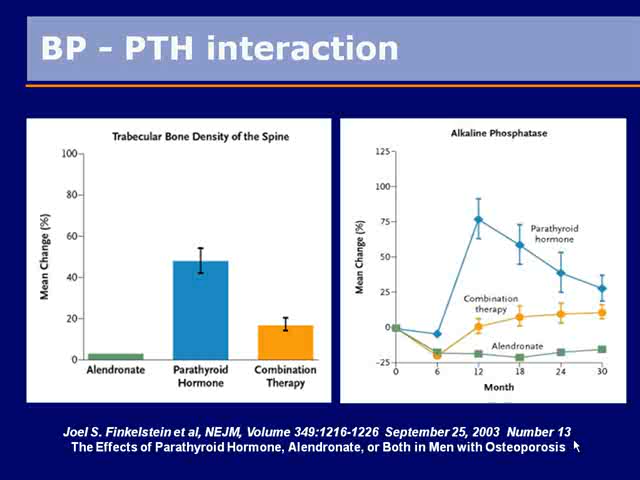 BP - PTH interaction
Trabecular Bone Density of the Spine
100
80
60
40
20
0
Mean Change (%)
Alendronate
Parathyroid
Hormone
Combination
Therapy
Alkaline Phosphatase
125
100
75
50
25
0
−25
Mean Change (%)
Parathyroid
hormone
Combination
therapy
Alendronate
0 6 12 18 24 30
Month
Joel S. Finkelstein et al, NEJM, Volume 349:1216-1226 September 25, 2003 Number 13
The Effects of Parathyroid Hormone, Alendronate, or Both in Men with Osteoporosis